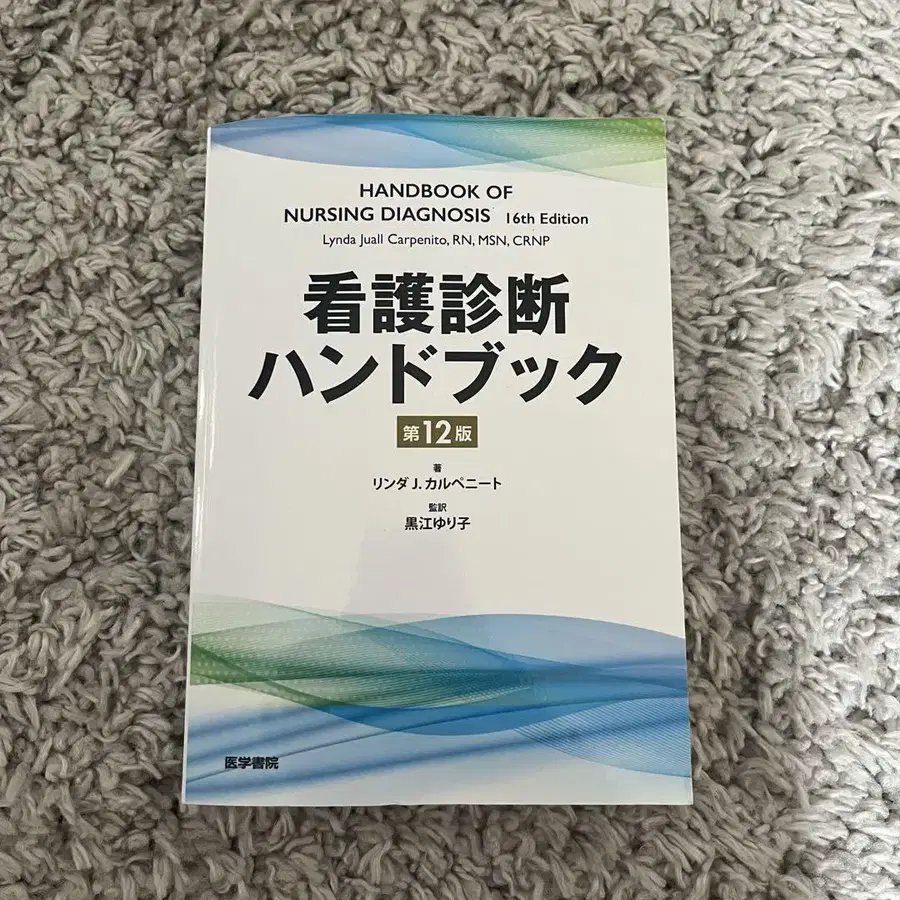 HANDBOOK OF
NURSING DIAGNOSIS 16th Edition
Lynda Juall Carpenito, RN, MSN, CRNP
看護診断
ハンドブック
第12版
著
リンダ J. カルペニート
監訳
黒江ゆり子
医学書院